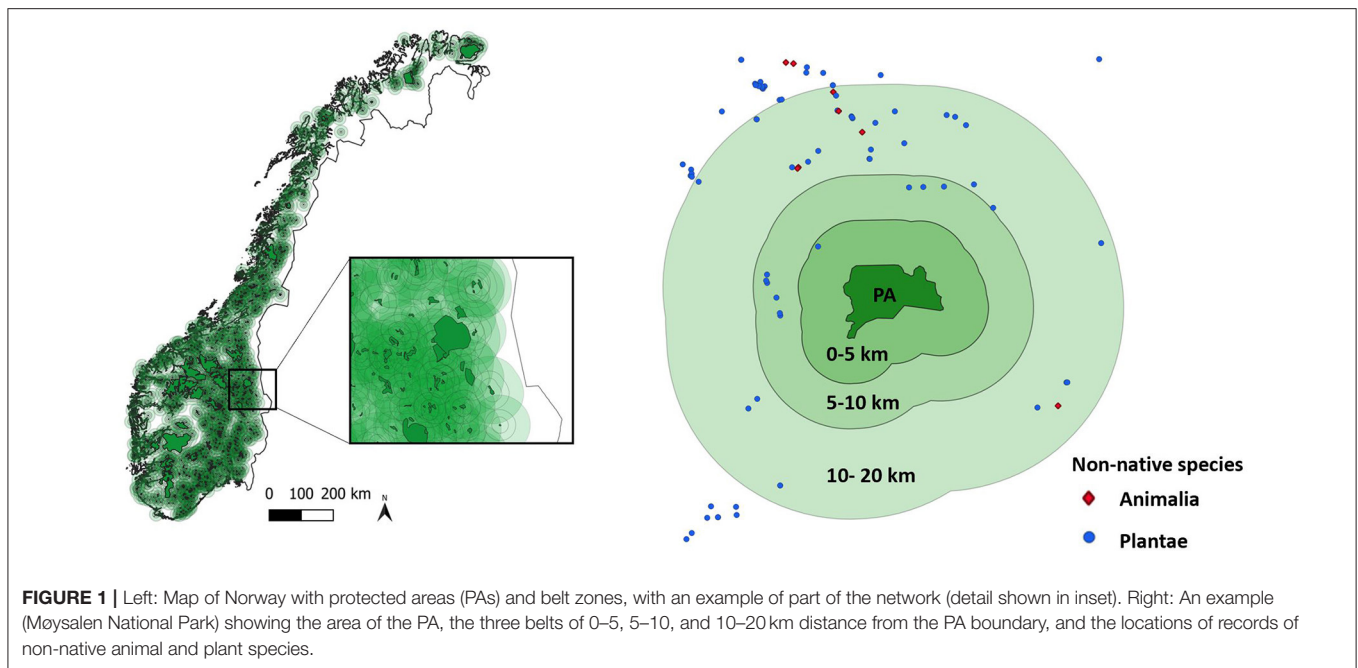 0 100 200 km
N
PA
0-5 km
5-10 km
10- 20 km
Non-native species
Animalia
Plantae
FIGURE 1 | Left: Map of Norway with protected areas (PAs) and belt zones, with an example of part of the network (detail shown in inset). Right: An example
(Møysalen National Park) showing the area of the PA, the three belts of 0–5, 5–10, and 10–20 km distance from the PA boundary, and the locations of records of
non-native animal and plant species.